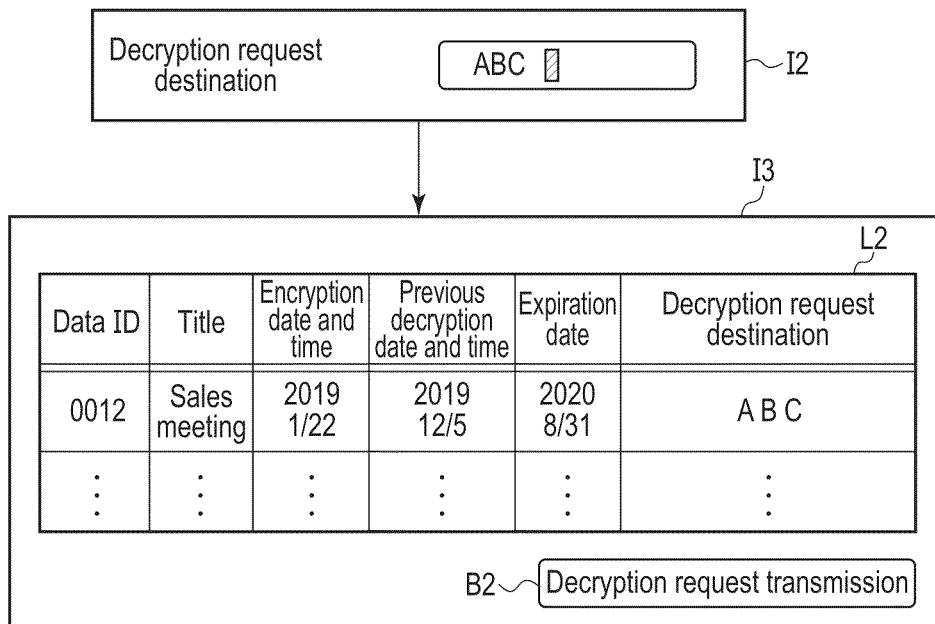 Decryption request
destination
ABC
I2
I3
L2
Data ID
Title
Encryption
date and
time
Previous
decryption
date and time
Expiration
date
Decryption request
destination
0012
Sales
meeting
2019
1/22
2019
12/5
2020
8/31
A B C
B2
Decryption request transmission